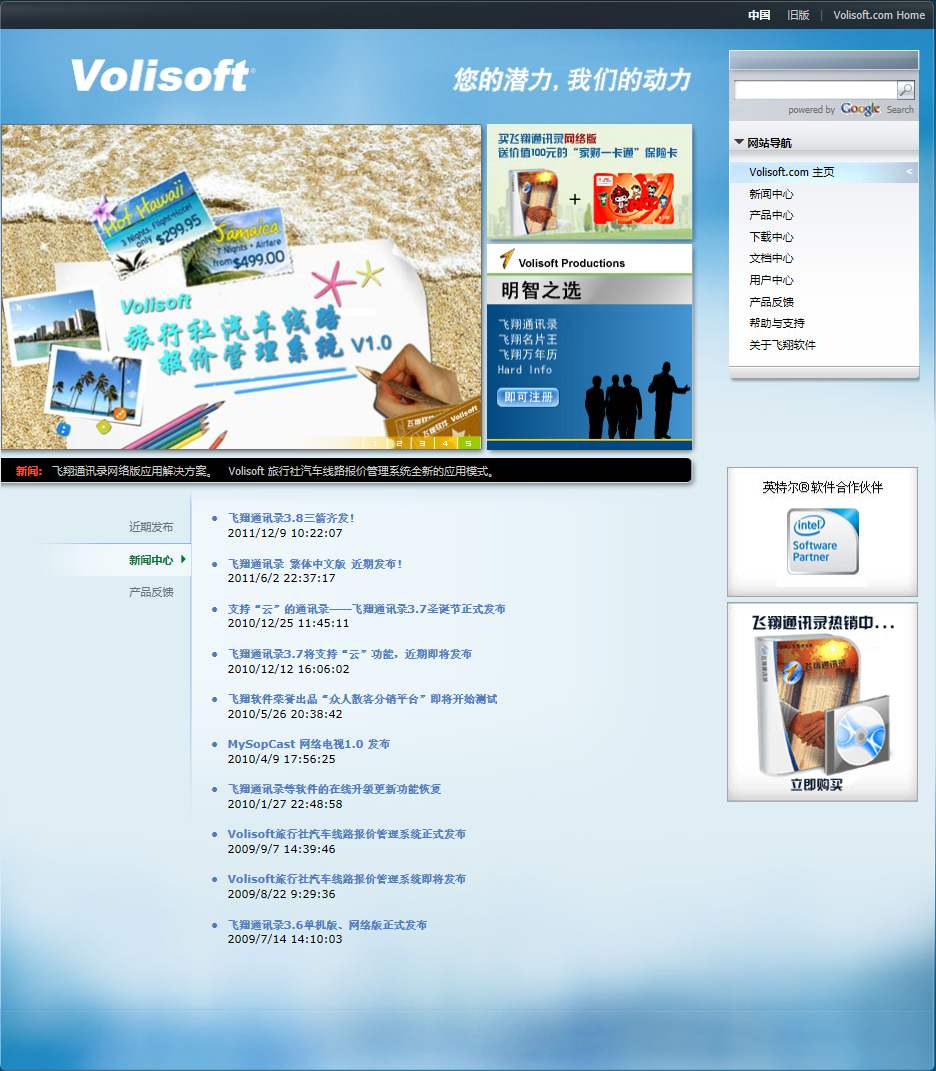 中国 旧版 | Volisoft.com Home
Volisoft®
您的潜力,我们的动力
powered by Google Search
网站导航
Volisoft.com 主页 <
新闻中心
产品中心
下载中心
文档中心
用户中心
产品反馈
帮助与支持
关于飞翔软件
Hot Hawaii
3 Nights, Flight+Hotel
only $299.95
Jamaica
7 Nights + Airfare
from $499.00
Volisoft
旅行社汽车线路
报价管理系统 V1.0
飞翔软件 Volisoft
1 2 3 4 5
买飞翔通讯录网络版
送价值100元的“家财一卡通”保险卡
+
Volisoft Productions
明智之选
飞翔通讯录
飞翔名片王
飞翔万年历
Hard Info
即可注册
新闻: 飞翔通讯录网络版应用解决方案。 Volisoft 旅行社汽车线路报价管理系统全新的应用模式。
近期发布
新闻中心
产品反馈
飞翔通讯录3.8三箭齐发!
2011/12/9 10:22:07
飞翔通讯录 繁体中文版 近期发布!
2011/6/2 22:37:17
支持“云”的通讯录——飞翔通讯录3.7圣诞节正式发布
2010/12/25 11:45:11
飞翔通讯录3.7将支持“云”功能，近期即将发布
2010/12/12 16:06:02
飞翔软件荣誉出品“众人散客分销平台”即将开始测试
2010/5/26 20:38:42
MySopCast 网络电视1.0 发布
2010/4/9 17:56:25
飞翔通讯录等软件的在线升级更新功能恢复
2010/1/27 22:48:58
Volisoft旅行社汽车线路报价管理系统正式发布
2009/9/7 14:39:46
Volisoft旅行社汽车线路报价管理系统即将发布
2009/8/22 9:29:36
飞翔通讯录3.6单机版、网络版正式发布
2009/7/14 14:10:03
英特尔®软件合作伙伴
intel
Software
Partner
飞翔通讯录热销中...
飞翔通讯录
立即购买